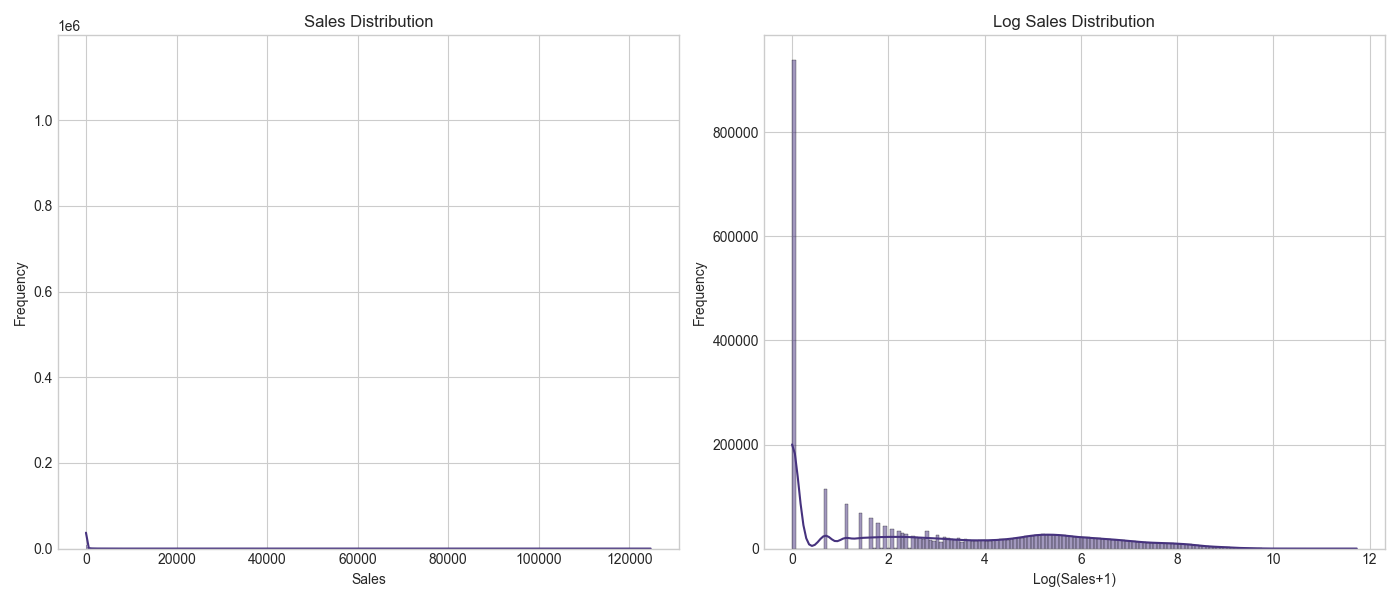 Sales Distribution
1e6
1.0
0.8
0.6
0.4
0.2
0.0
Frequency
0 20000 40000 60000 80000 100000 120000
Sales
Log Sales Distribution
800000
600000
400000
200000
0
Frequency
0 2 4 6 8 10 12
Log(Sales+1)